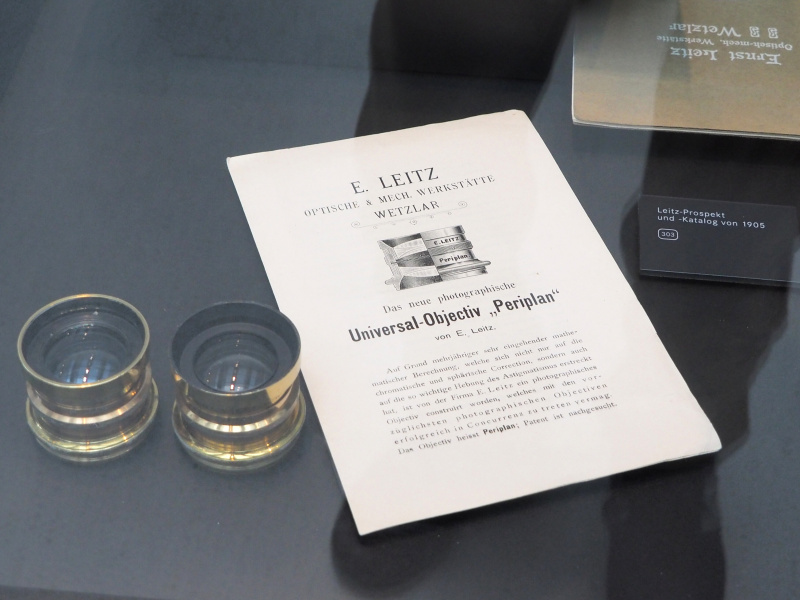 E. LEITZ
OPTISCHE & MECH. WERKSTÄTTE
WETZLAR
E.LEITZ
Periplan
Das neue photographische
Universal-Objectiv „Periplan“
von E. Leitz.
Auf Grund mehrjähriger sehr eingehender mathe-
matischer Berechnung, welche sich nicht nur auf die
chromatische und sphärische Correction, sondern auch
auf die so wichtige Hebung des Astigmatismus erstreckt
hat, ist von der Firma E. Leitz ein photographisches
Objectiv construirt worden, welches mit den vor-
züglichsten photographischen Objectiven
erfolgreich in Concurrenz zu treten vermag.
Das Objectiv heisst Periplan; Patent ist nachgesucht.
Ernst Leitz
Optisch-mech. Werkstätte
Wetzlar
Leitz-Prospekt
und -Katalog von 1905
303